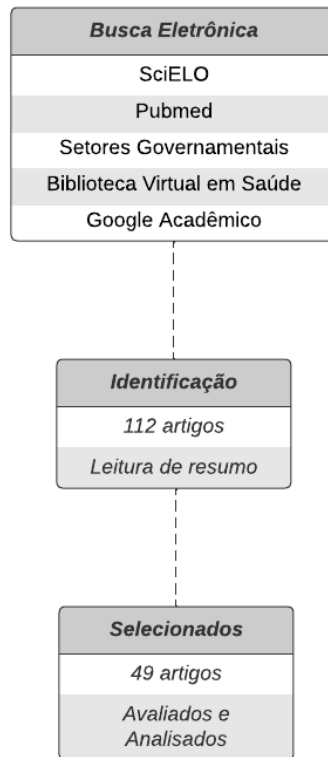 Busca Eletrônica
SciELO
Pubmed
Setores Governamentais
Biblioteca Virtual em Saúde
Google Acadêmico
Identificação
112 artigos
Leitura de resumo
Selecionados
49 artigos
Avaliados e
Analisados